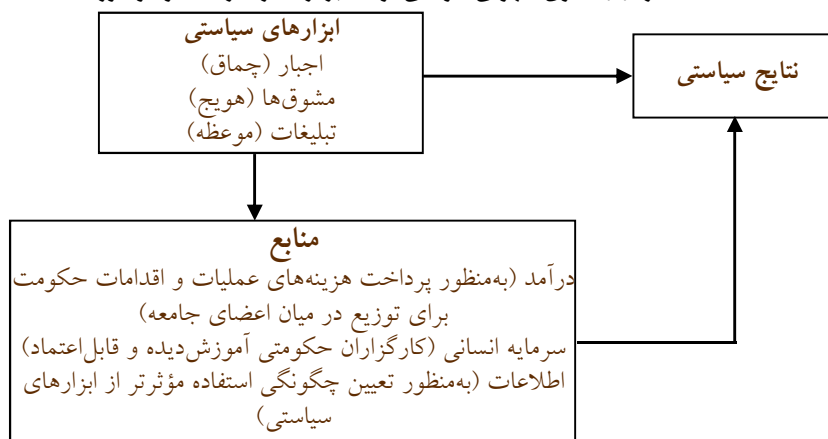 ابزارهای سیاستی
اجبار (چماق)
مشوق‌ها (هویج)
تبلیغات (موعظه)
نتایج سیاستی
منابع
درآمد (به‌منظور پرداخت هزینه‌های عملیات و اقدامات حکومت
برای توزیع در میان اعضای جامعه)
سرمایه انسانی (کارگزاران حکومتی آموزش‌دیده و قابل‌اعتماد)
اطلاعات (به‌منظور تعیین چگونگی استفاده مؤثرتر از ابزارهای
سیاستی)